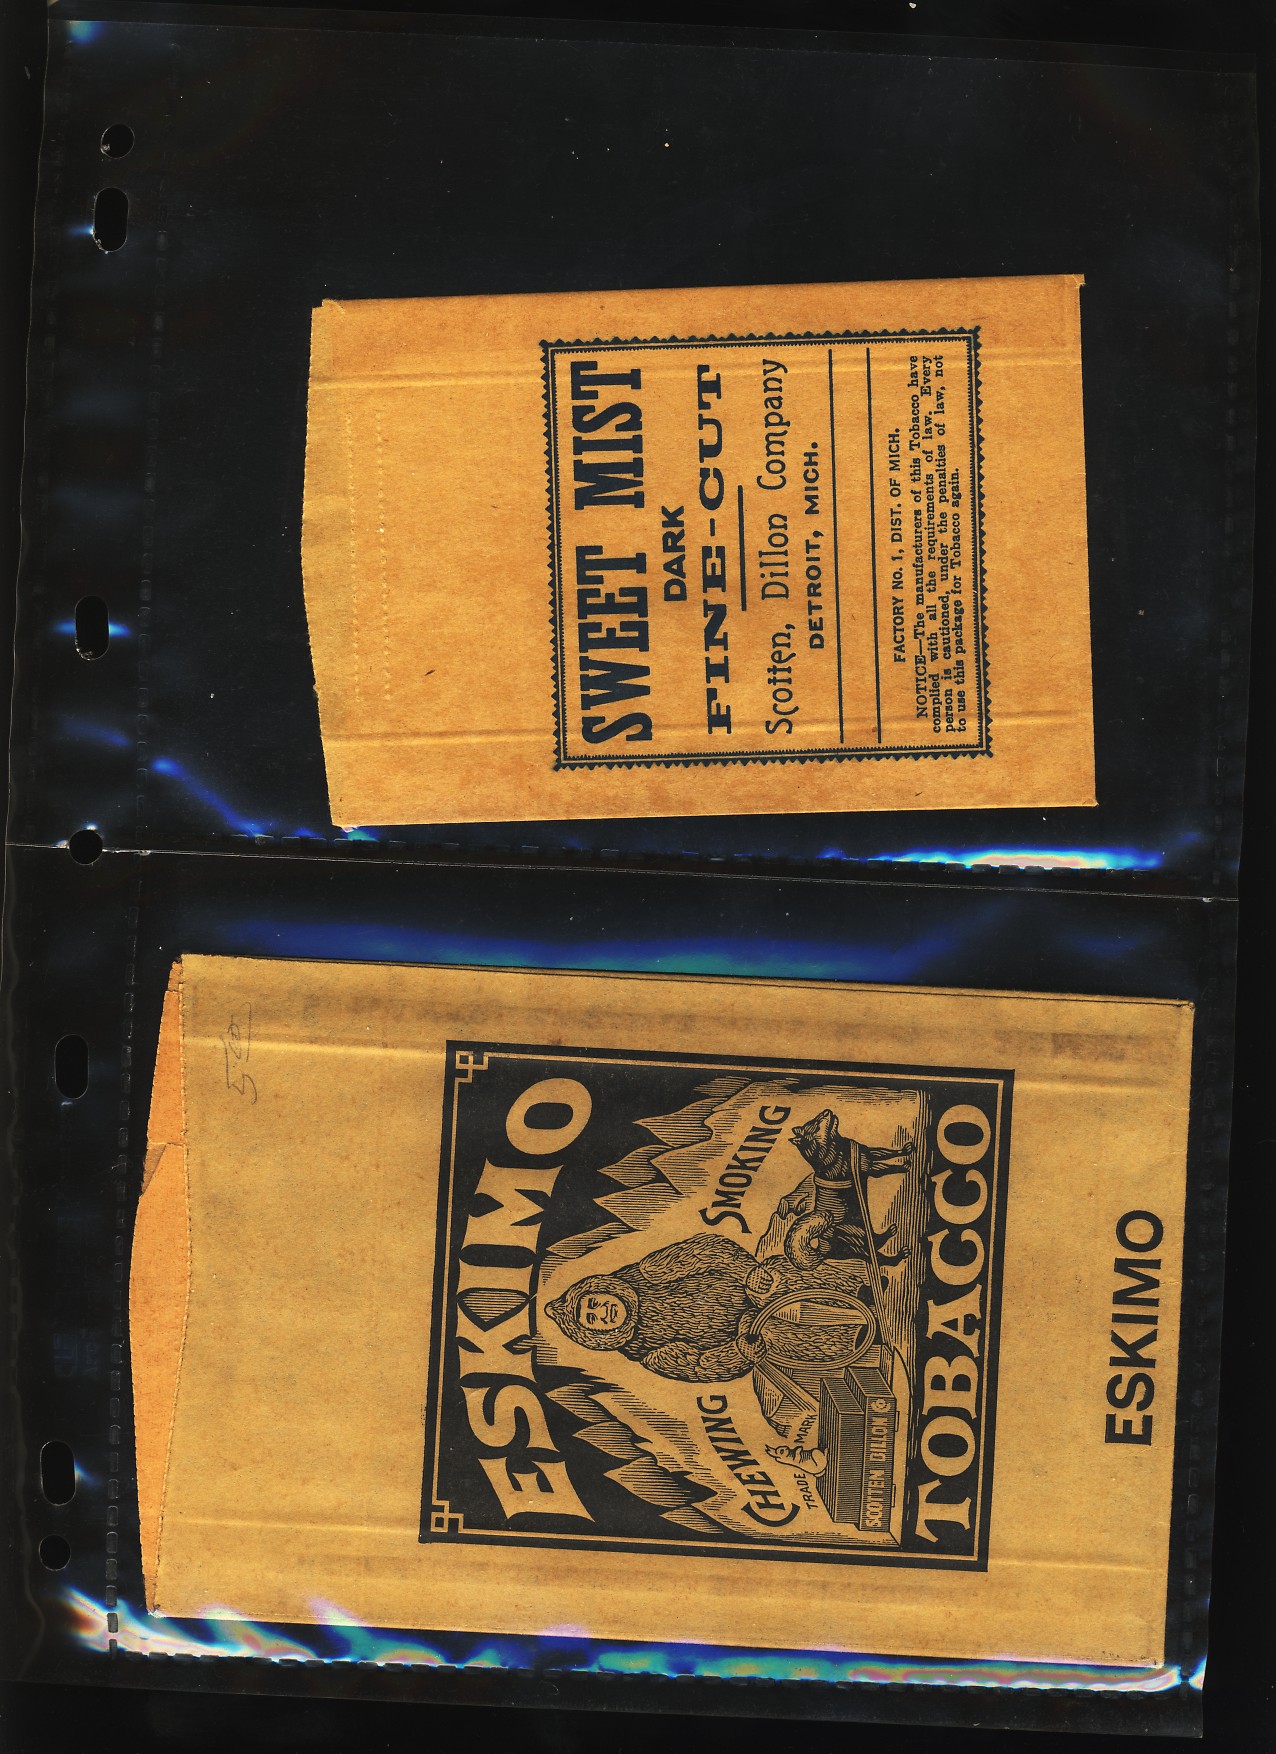 SWEET MIST
DARK
FINE-CUT
Scotten, Dillon Company
DETROIT, MICH.
FACTORY No. 1, DIST. OF MICH.
NOTICE—The manufacturers of this Tobacco have
complied with all the requirements of law. Every
person is cautioned, under the penalties of law, not
to use this package for Tobacco again.
5.00
ESKIMO
CHEWING SMOKING
TRADE MARK
SCOTTEN DILLON Co
TOBACCO
ESKIMO